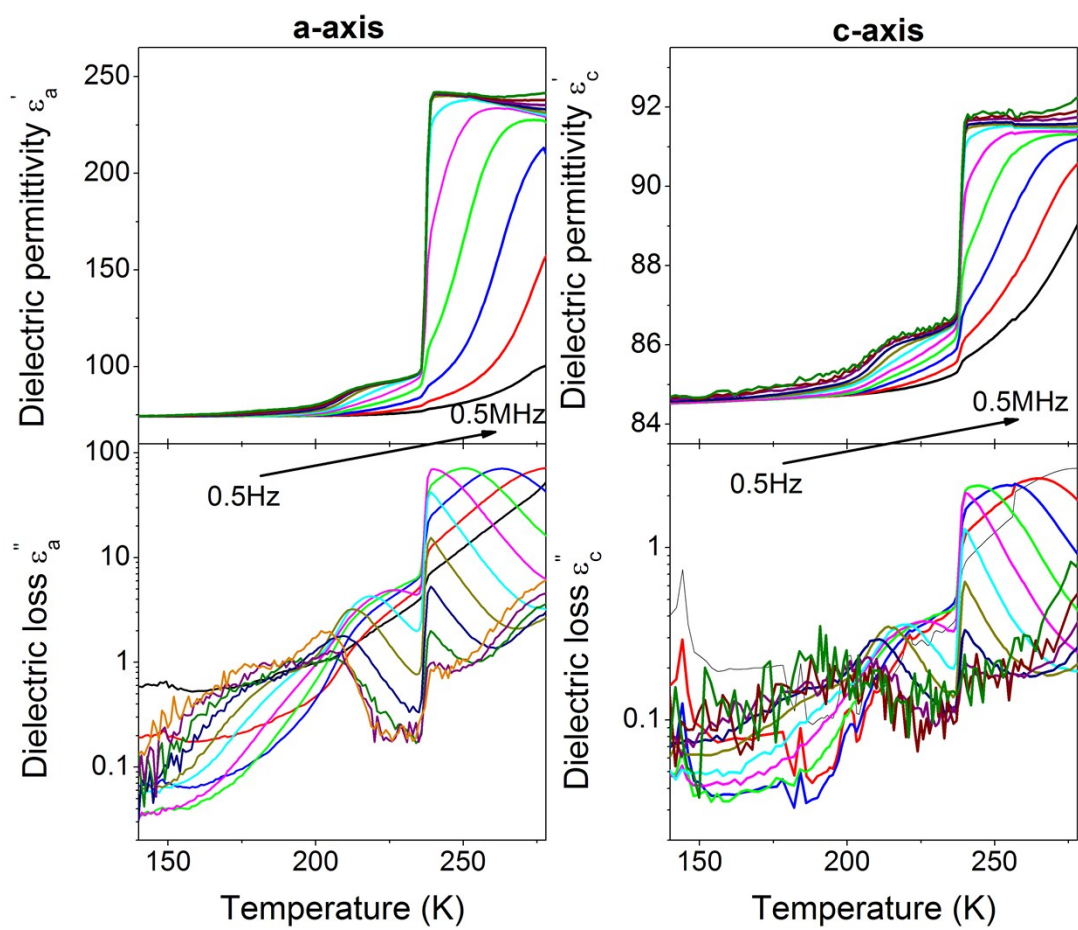 a-axis
c-axis
Dielectric permittivity ε'a
250
200
150
100
0.5MHz
Dielectric permittivity ε'c
92
90
88
86
84
0.5MHz
Dielectric loss ε"a
100
10
1
0.1
0.5Hz
150
200
250
Temperature (K)
Dielectric loss ε"c
1
0.1
0.5Hz
150
200
250
Temperature (K)